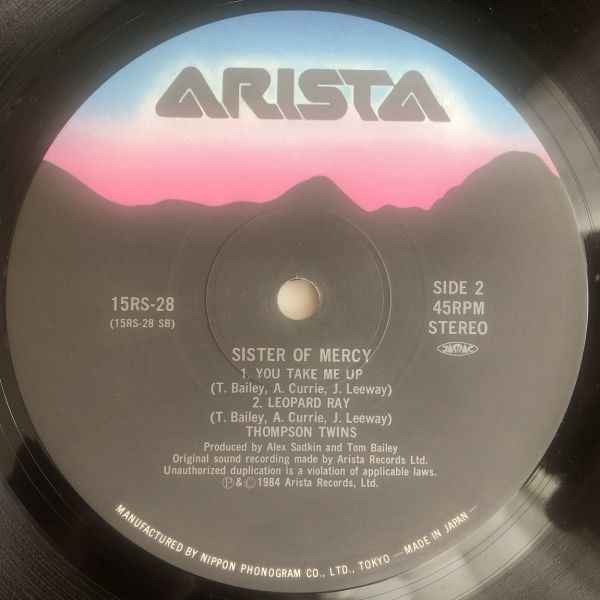 ARISTA
15RS-28
(15RS-28 SB)
SIDE 2
45RPM
STEREO
JASRAC
SISTER OF MERCY
1. YOU TAKE ME UP
(T. Bailey, A. Currie, J. Leeway)
2. LEOPARD RAY
(T. Bailey, A. Currie, J. Leeway)
THOMPSON TWINS
Produced by Alex Sadkin and Tom Bailey
Original sound recording made by Arista Records Ltd.
Unauthorized duplication is a violation of applicable laws.
Ⓟ & © 1984 Arista Records, Ltd.
MANUFACTURED BY NIPPON PHONOGRAM CO., LTD., TOKYO —MADE IN JAPAN—